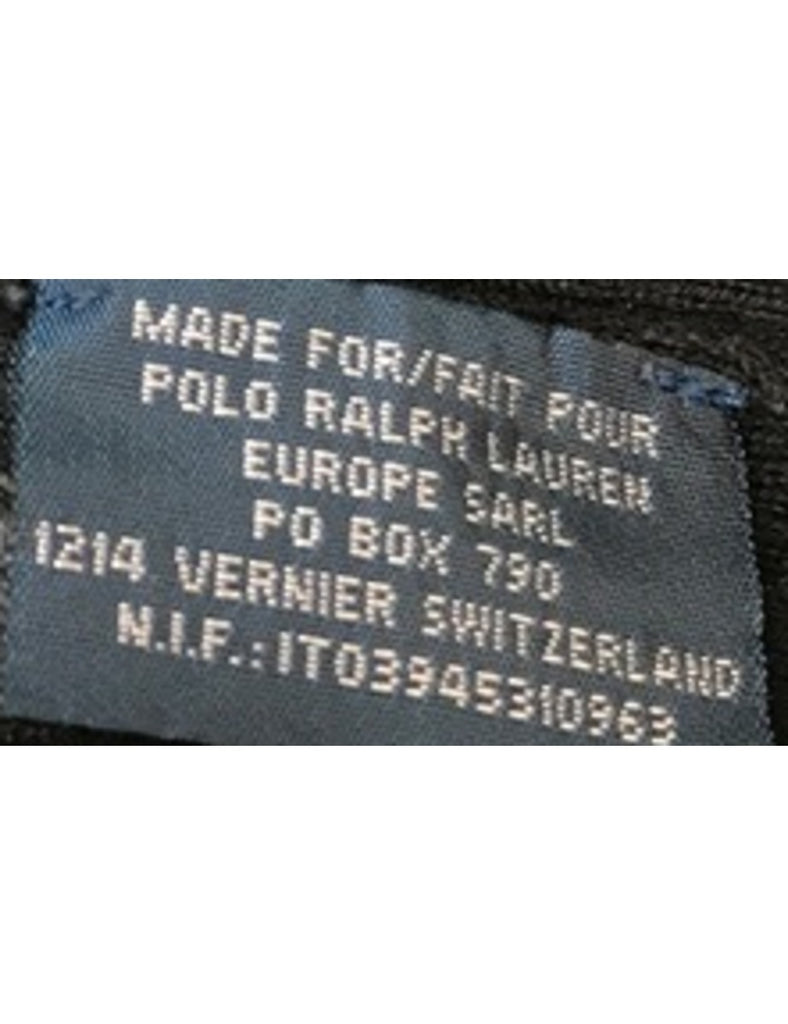 MADE FOR/FAIT POUR
POLO RALPH LAUREN
EUROPE SARL
PO BOX 790
1214 VERNIER SWITZERLAND
N.I.F.:IT03945310963